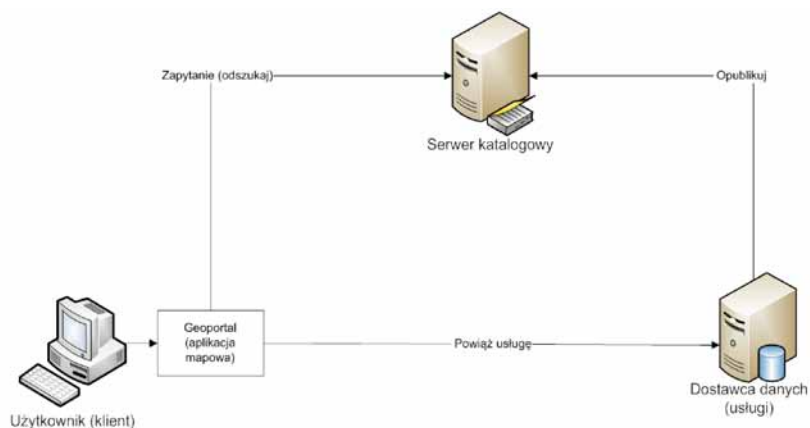 Zapytanie (odszukaj)
Opublikuj
Serwer katalogowy
Geoportal
(aplikacja
mapowa)
Powiąż usługę
Dostawca danych
(usługi)
Użytkownik (klient)